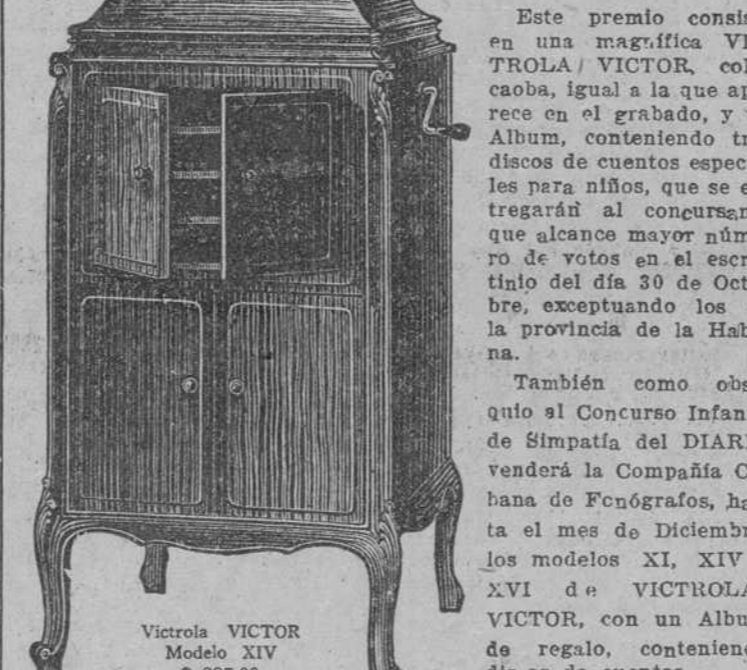 Este premio consis
en una magnífica VI
TROLA/ VICTOR, col
caoba, igual a la que ap
rece en el grabado, y
Album, conteniendo tr
discos de cuentos espec
les para niños, que se e
tregarán al concursan
que alcance mayor núm
ro de votos en el escr
tinio del día 30 de Oct
bre, exceptuando los
la provincia de la Hab
na.
También como obs
quio al Concurso Infan
de Simpatía del DIARI
venderá la Compañía C
bana de Fonógrafos, ha
ta el mes de Diciembr
los modelos XI, XIV
XVI de VICTROLA
VICTOR, con un Albu
de regalo, contenien
Victrola VICTOR
Modelo XIV